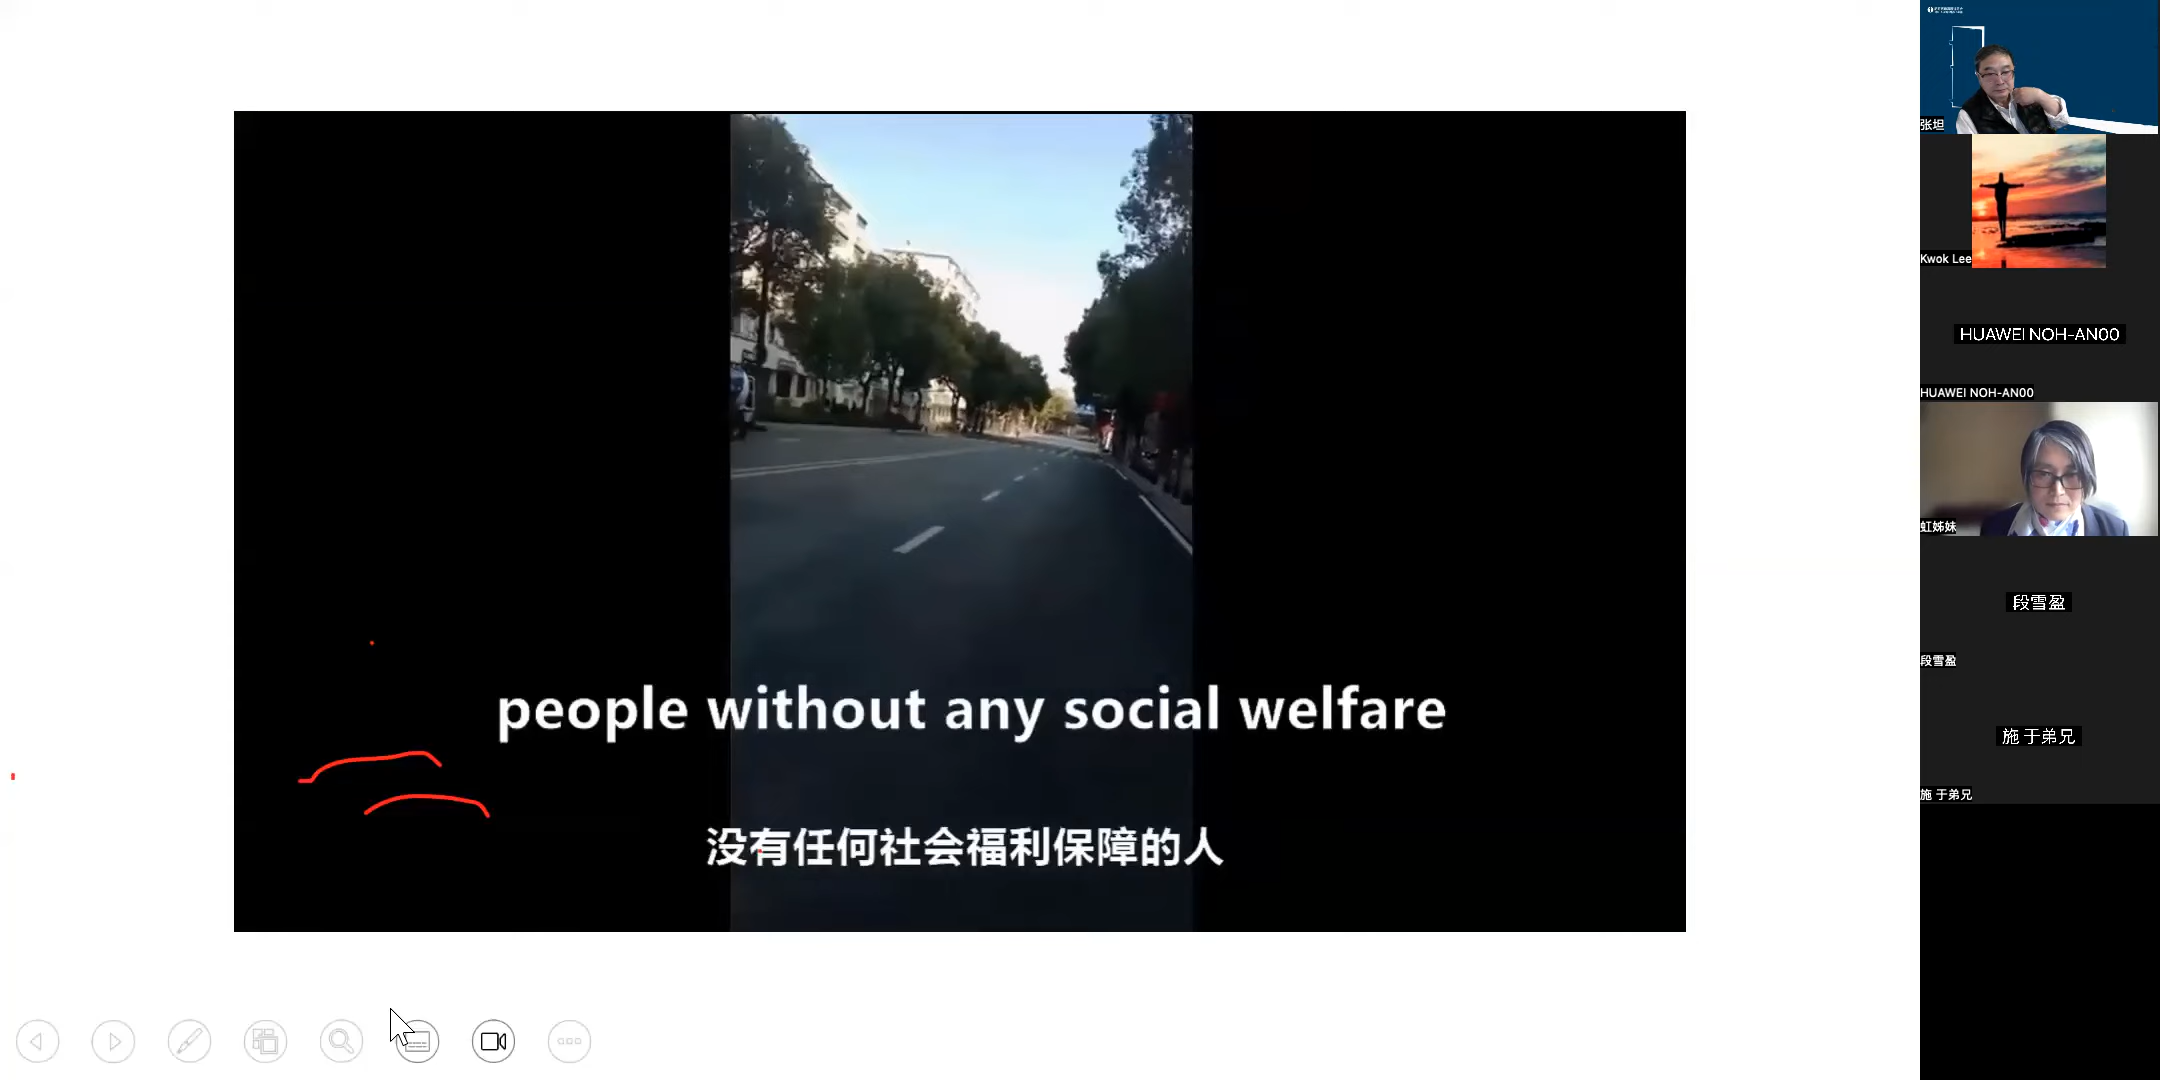 people without any social welfare
没有任何社会福利保障的人
张坦
Kwok Lee
HUAWEI NOH-AN00
HUAWEI NOH-AN00
虹姊妹
段雪盈
段雪盈
施 于弟兄
施 于弟兄